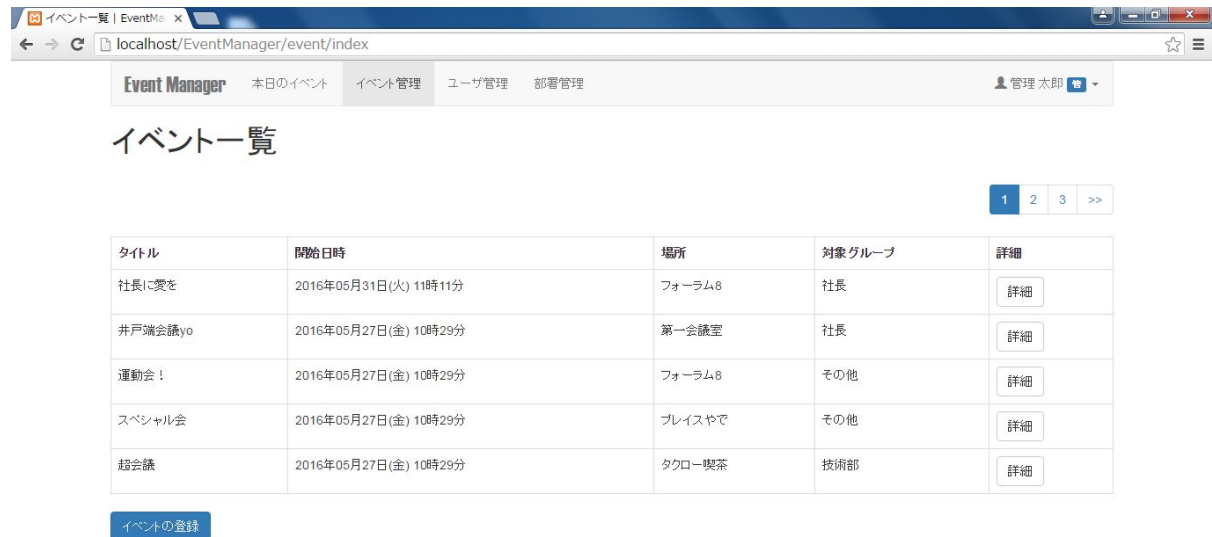 イベント一覧 | EventMa
localhost/EventManager/event/index
Event Manager 本日のイベント イベント管理 ユーザ管理 部署管理 管理 太郎 管
イベント一覧
1 2 3 >>
タイトル 開始日時 場所 対象グループ 詳細
社長に愛を 2016年05月31日(火) 11時11分 フォーラム8 社長 詳細
井戸端会議yo 2016年05月27日(金) 10時29分 第一会議室 社長 詳細
運動会！ 2016年05月27日(金) 10時29分 フォーラム8 その他 詳細
スペシャル会 2016年05月27日(金) 10時29分 プレイスやで その他 詳細
超会議 2016年05月27日(金) 10時29分 タクロー喫茶 技術部 詳細
イベントの登録